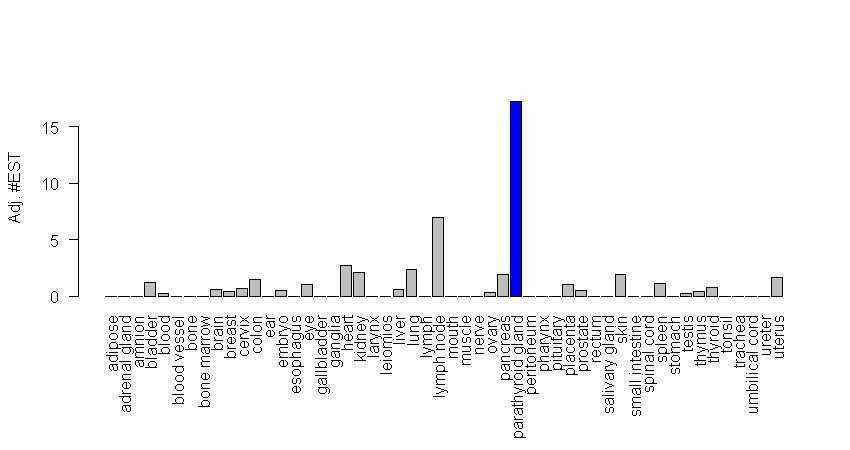 Adj. #EST
15
10
5
0
adipose
adrenal gland
amnion
bladder
blood
blood vessel
bone
bone marrow
brain
breast
cervix
colon
ear
embryo
esophagus
eye
gallbladder
ganglia
heart
kidney
larynx
leiomios
liver
lung
lymph
lymph node
mouth
muscle
nerve
ovary
pancreas
parathyroid gland
peritoneum
pharynx
pituitary
placenta
prostate
rectum
salivary gland
skin
small intestine
spinal cord
spleen
stomach
testis
thymus
thyroid
tonsil
trachea
umbilical cord
ureter
uterus